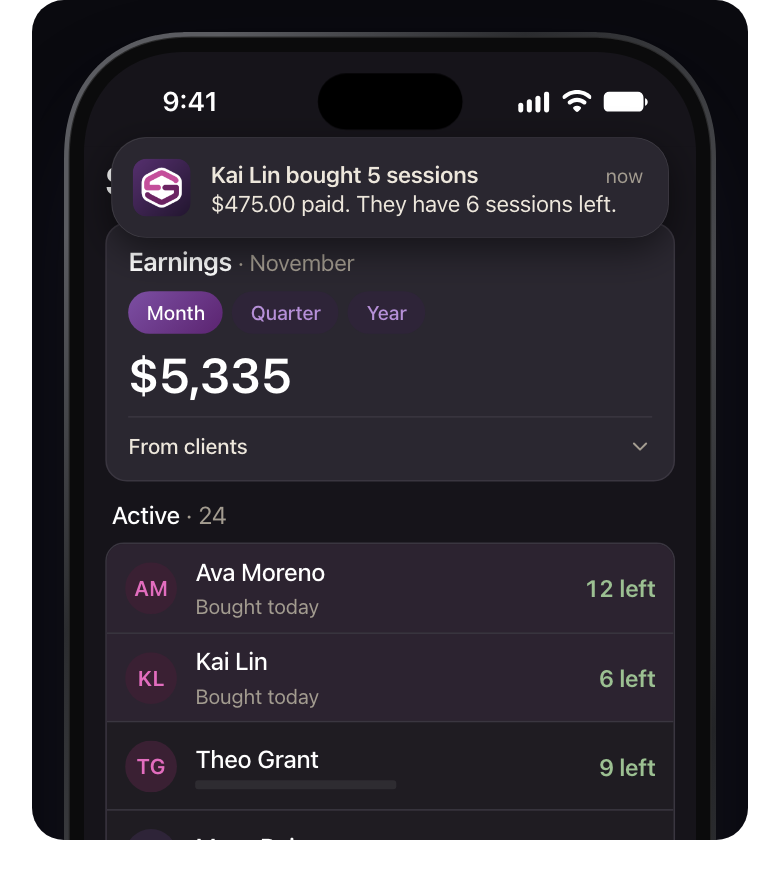 9:41
Kai Lin bought 5 sessions
now
$475.00 paid. They have 6 sessions left.
Earnings · November
Month
Quarter
Year
$5,335
From clients
Active · 24
AM
Ava Moreno
Bought today
12 left
KL
Kai Lin
Bought today
6 left
TG
Theo Grant
9 left